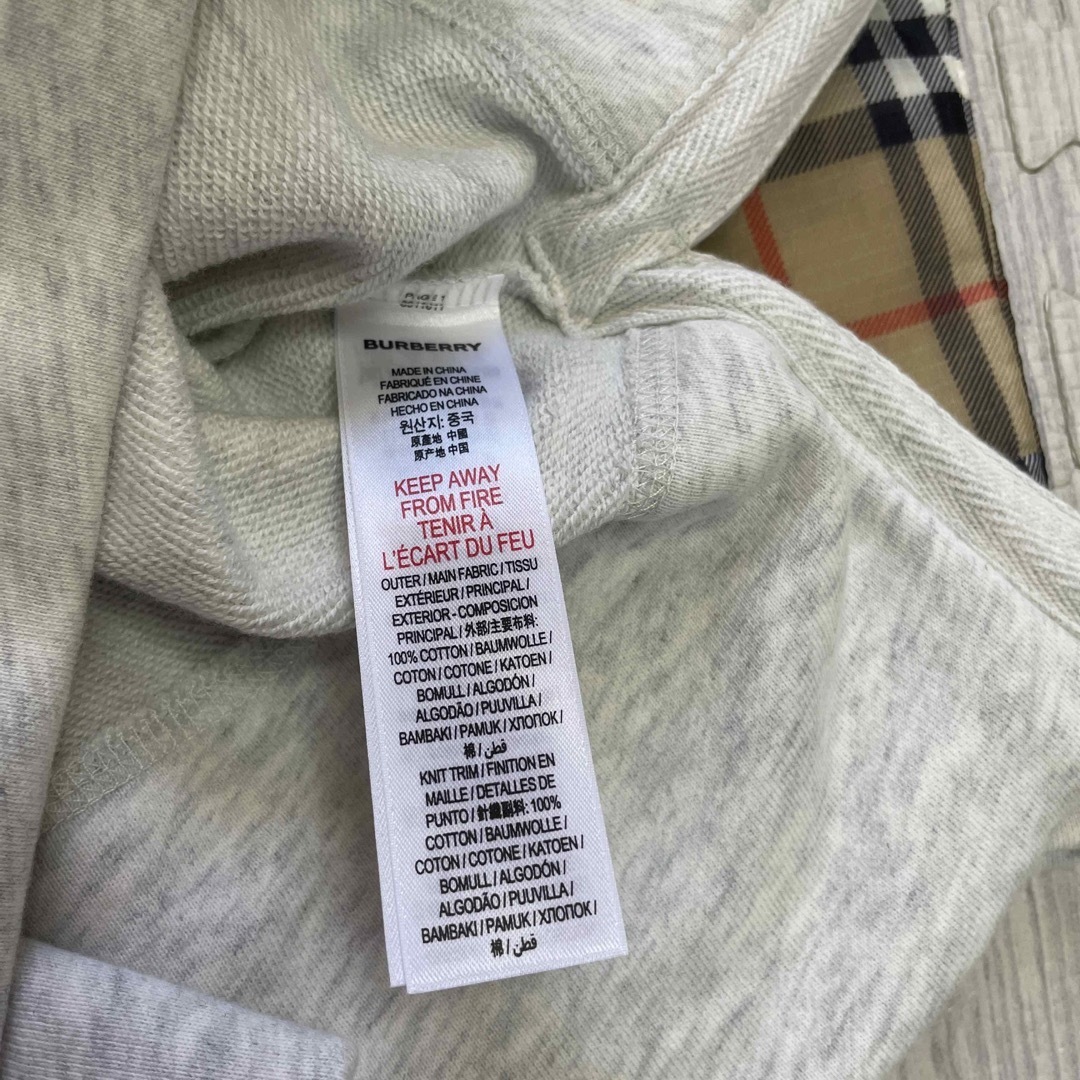 BURBERRY
MADE IN CHINA
FABRIQUÉ EN CHINE
FABRICADO NA CHINA
HECHO EN CHINA
원산지: 중국
原產地 中國
原产地 中国
KEEP AWAY
FROM FIRE
TENIR À
L'ÉCART DU FEU
OUTER / MAIN FABRIC / TISSU
EXTÉRIEUR / PRINCIPAL /
EXTERIOR - COMPOSICION
PRINCIPAL / 外部/主要布料:
100% COTTON / BAUMWOLLE /
COTON / COTONE / KATOEN /
BOMULL / ALGODÓN /
ALGODÃO / PUUVILLA /
BAMBAKI / PAMUK / ХЛОПОК /
棉 / قطن
KNIT TRIM / FINITION EN
MAILLE / DETALLES DE
PUNTO / 針織副料: 100%
COTTON / BAUMWOLLE /
COTON / COTONE / KATOEN /
BOMULL / ALGODÓN /
ALGODÃO / PUUVILLA /
BAMBAKI / PAMUK / ХЛОПОК /
棉 / قطن